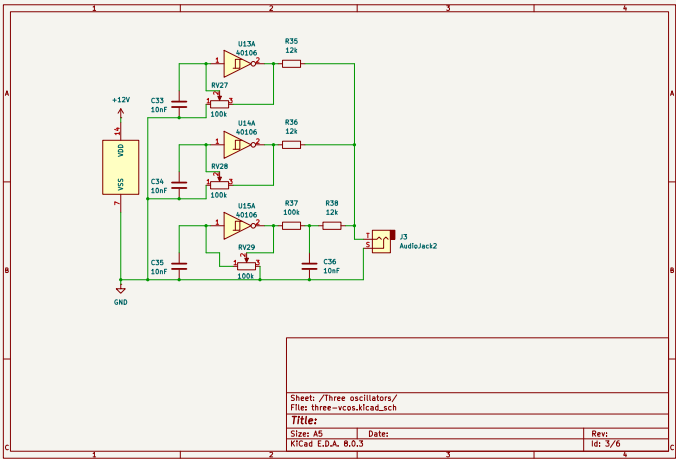 1 2 3 4
U13A
40106
R35
12k
1 2
RV27
2
1 3
100k
C33
10nF
+12V
14
VDD
VSS
7
GND
A A
U14A
40106
R36
12k
1 2
RV28
2
1 3
100k
C34
10nF
U15A
40106
R37
100k
R38
12k
1 2
RV29
2
1 3
100k
C35
10nF
C36
10nF
T
S
J3
AudioJack2
B B
Sheet: /Three oscillators/
File: three-vcos.kicad_sch
Title:
Size: A5 Date: Rev:
KiCad E.D.A. 8.0.3 Id: 3/6
C C
1 2 3 4